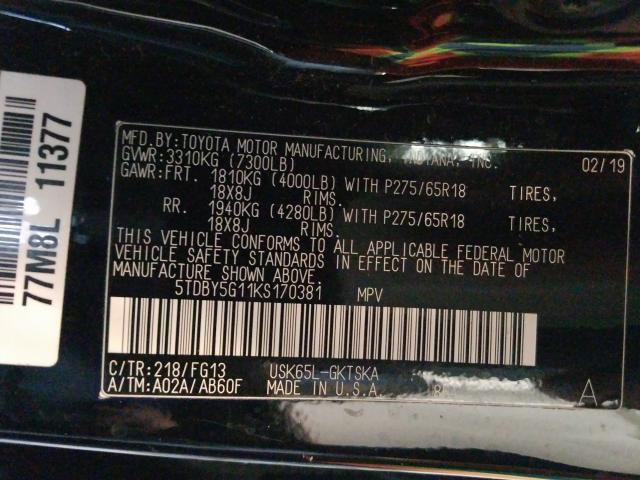 77M8L 11377
MFD.BY:TOYOTA MOTOR MANUFACTURING, INDIANA, INC. 02/19
GVWR:3310KG (7300LB)
GAWR:FRT. 1810KG (4000LB) WITH P275/65R18 TIRES,
18X8J RIMS.
RR. 1940KG (4280LB) WITH P275/65R18 TIRES,
18X8J RIMS.
THIS VEHICLE CONFORMS TO ALL APPLICABLE FEDERAL MOTOR
VEHICLE SAFETY STANDARDS IN EFFECT ON THE DATE OF
MANUFACTURE SHOWN ABOVE.
5TDBY5G11KS170381 MPV
C/TR:218/FG13 USK65L-GKTSKA
A/TM:A02A/AB60F MADE IN U.S.A. A